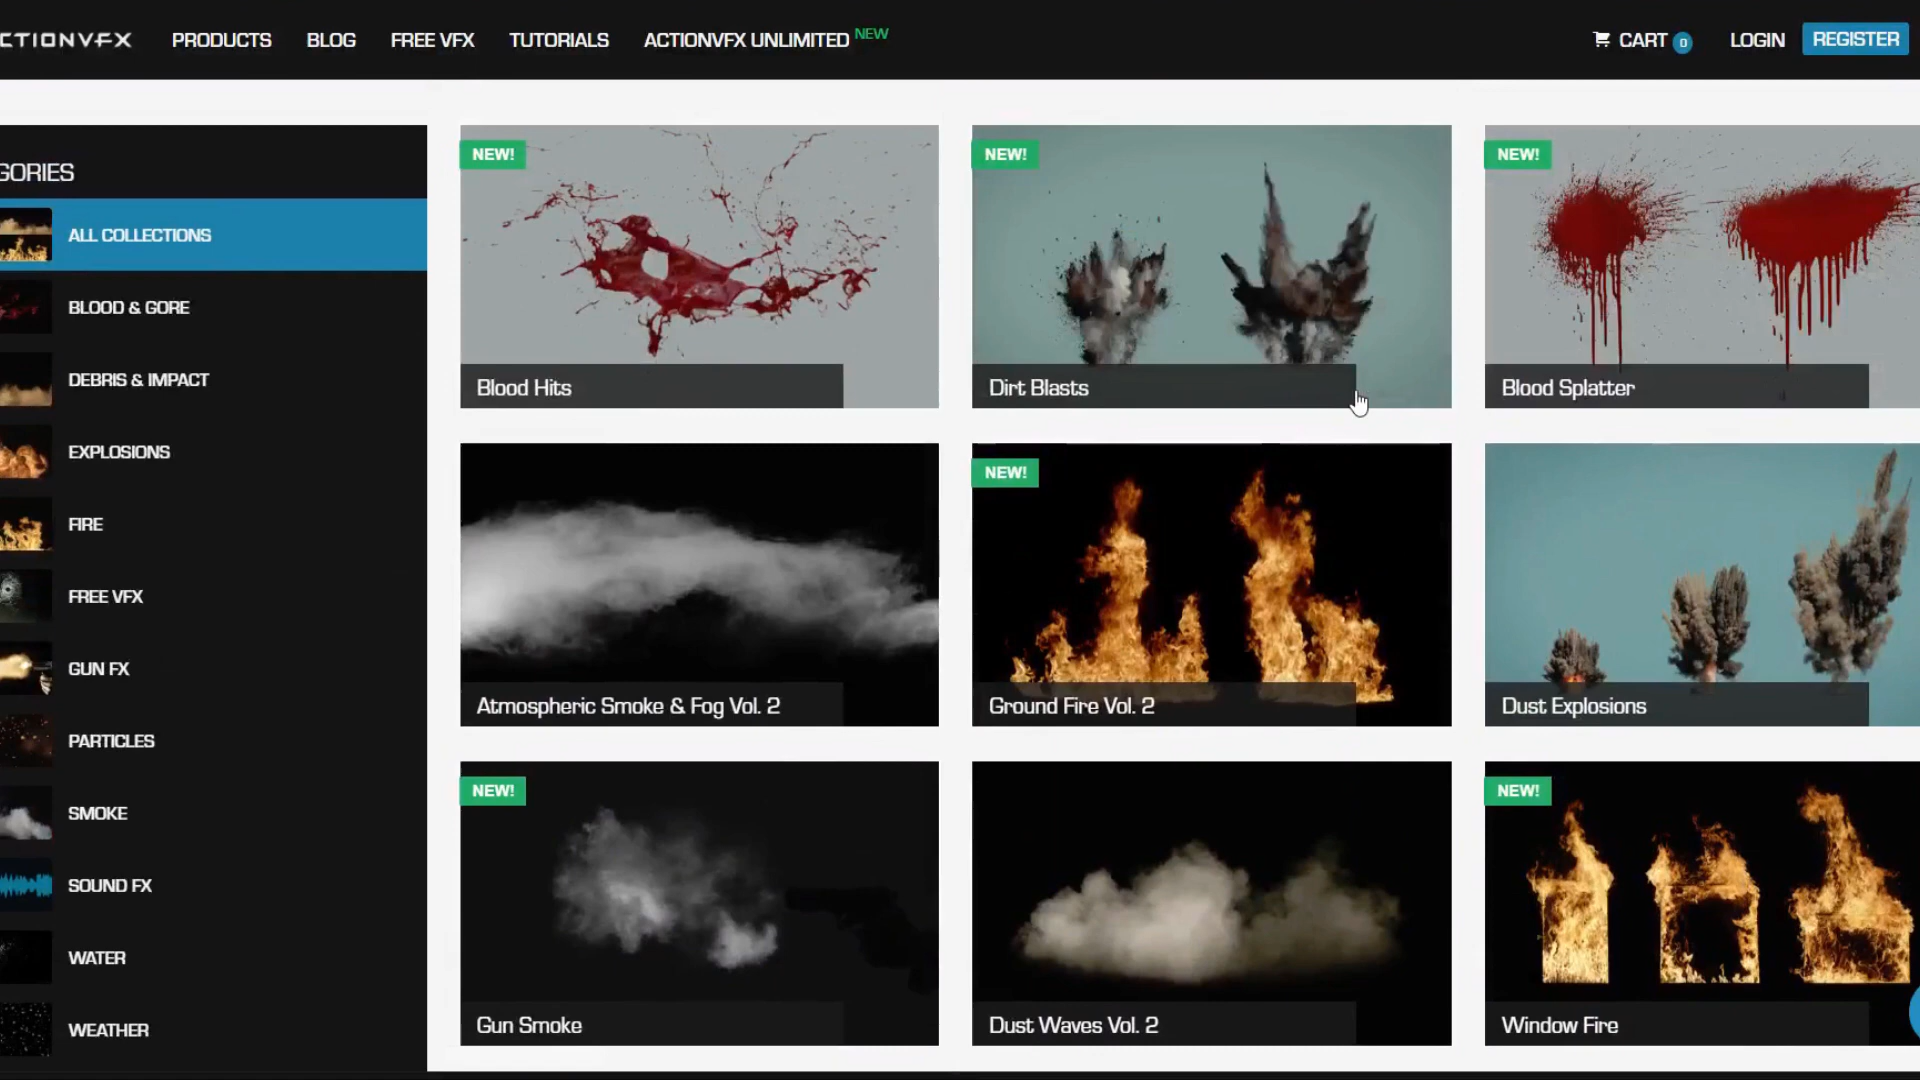 CTIONVFX PRODUCTS BLOG FREE VFX TUTORIALS ACTIONVFX UNLIMITED NEW CART 0 LOGIN REGISTER
GORIES
ALL COLLECTIONS
BLOOD & GORE
DEBRIS & IMPACT
EXPLOSIONS
FIRE
FREE VFX
GUN FX
PARTICLES
SMOKE
SOUND FX
WATER
WEATHER
NEW!
Blood Hits
NEW!
Dirt Blasts
NEW!
Blood Splatter
Atmospheric Smoke & Fog Vol. 2
NEW!
Ground Fire Vol. 2
Dust Explosions
NEW!
Gun Smoke
Dust Waves Vol. 2
NEW!
Window Fire